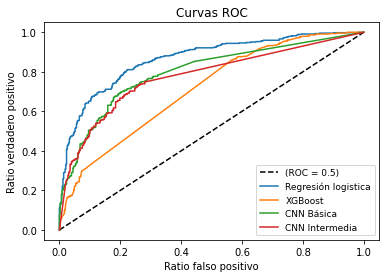 Curvas ROC
Ratio verdadero positivo
1.0
0.8
0.6
0.4
0.2
0.0
0.0 0.2 0.4 0.6 0.8 1.0
Ratio falso positivo
(ROC = 0.5)
Regresión logistica
XGBoost
CNN Básica
CNN Intermedia